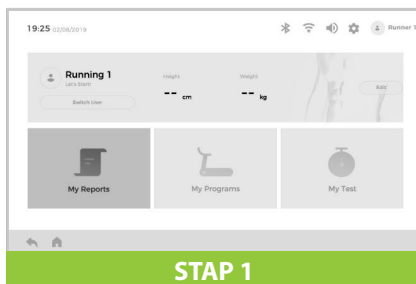 19:25 02/08/2019
Runner 1
Running 1
Let's Start!
Switch User
Height
-- cm
Weight
-- kg
Edit
My Reports
My Programs
My Test
STAP 1